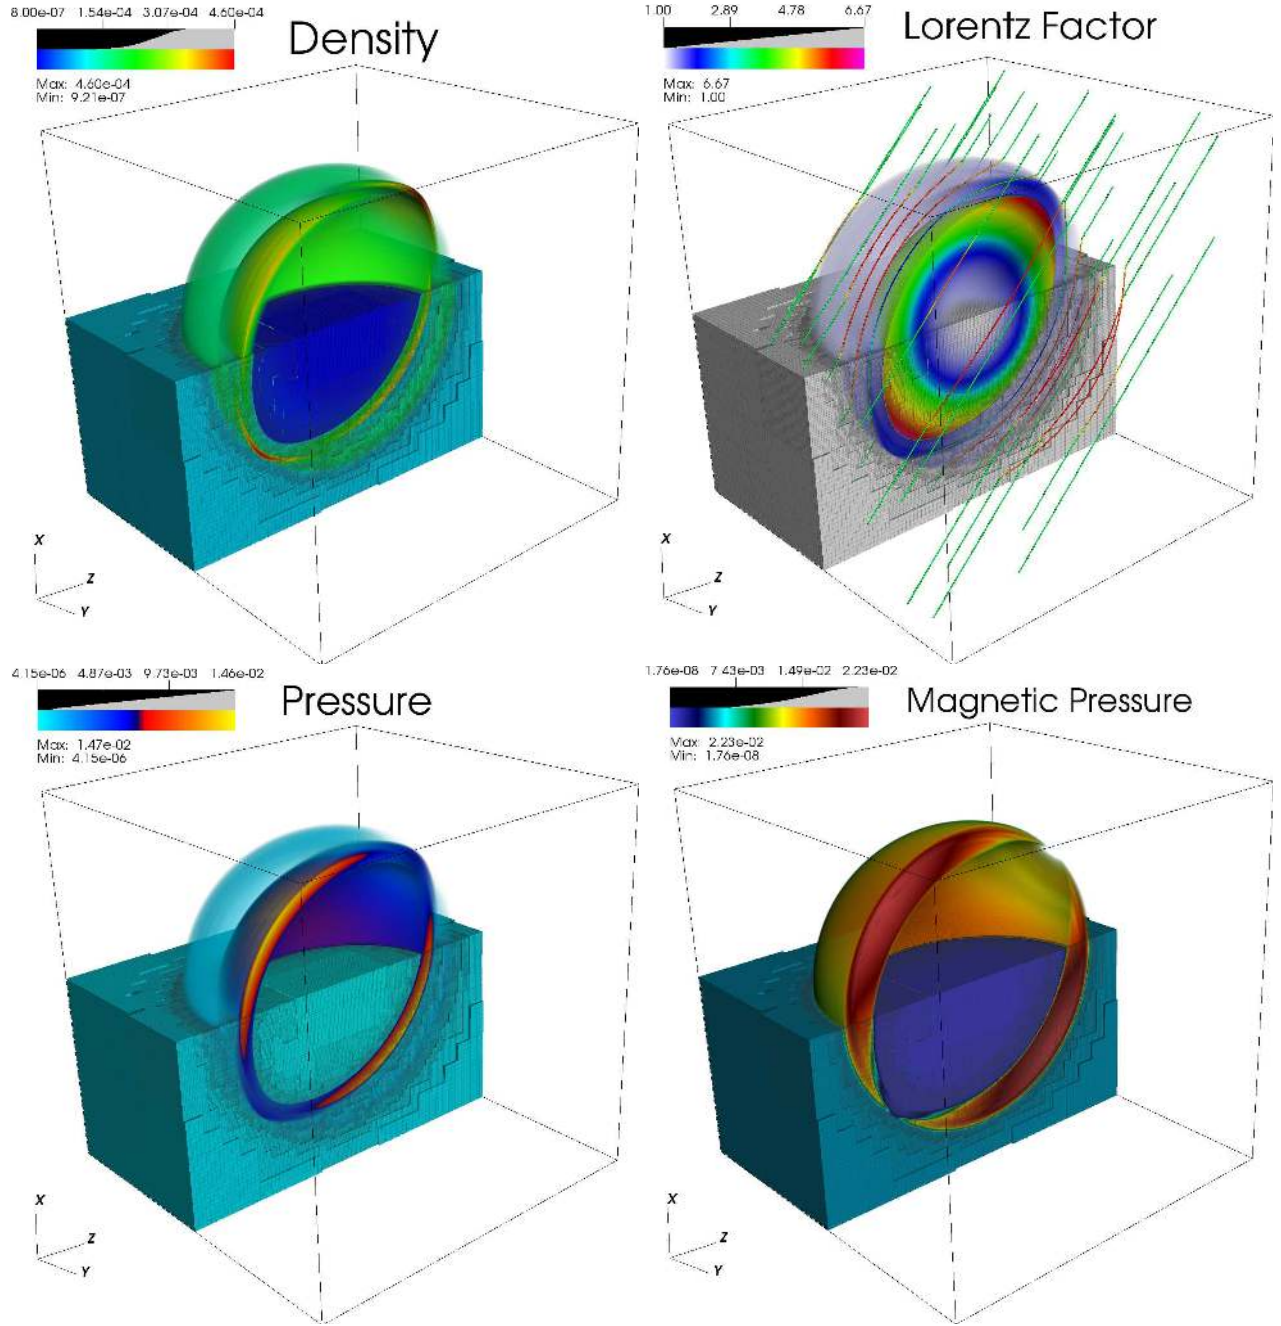 8.00e-07 1.54e-04 3.07e-04 4.60e-04
Density
Max: 4.60e-04
Min: 9.21e-07
X
Z
Y
1.00 2.89 4.78 6.67
Lorentz Factor
Max: 6.67
Min: 1.00
X
Z
Y
4.15e-06 4.87e-03 9.73e-03 1.46e-02
Pressure
Max: 1.47e-02
Min: 4.15e-06
X
Z
Y
1.76e-08 7.43e-03 1.49e-02 2.23e-02
Magnetic Pressure
Max: 2.23e-02
Min: 1.76e-08
X
Z
Y